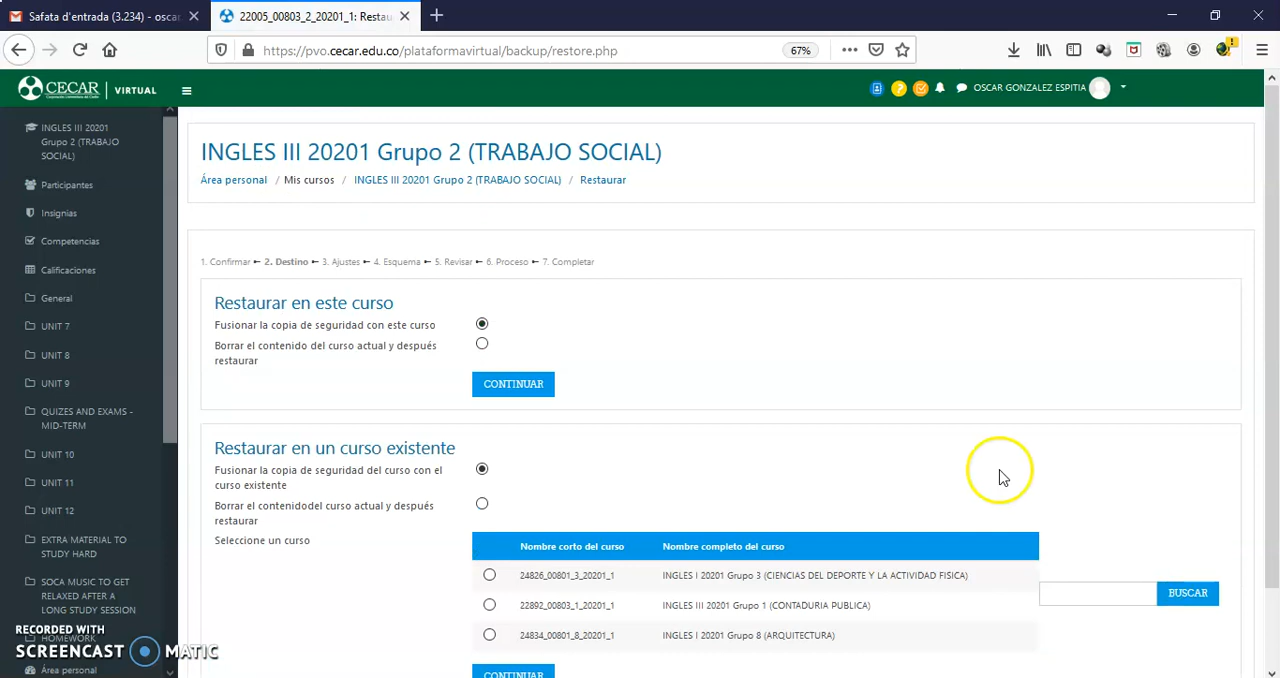 Safata d'entrada (3.234) - oscar
22005_00803_2_20201_1: Restau
https://pvo.cecar.edu.co/plataformavirtual/backup/restore.php
67%
CECAR
VIRTUAL
OSCAR GONZALEZ ESPITIA
INGLES III 20201
Grupo 2 (TRABAJO
SOCIAL)
Participantes
Insignias
Competencias
Calificaciones
General
UNIT 7
UNIT 8
UNIT 9
QUIZES AND EXAMS -
MID-TERM
UNIT 10
UNIT 11
UNIT 12
EXTRA MATERIAL TO
STUDY HARD
SOCA MUSIC TO GET
RELAXED AFTER A
LONG STUDY SESSION
HOMEWORK
Área personal
INGLES III 20201 Grupo 2 (TRABAJO SOCIAL)
Área personal / Mis cursos / INGLES III 20201 Grupo 2 (TRABAJO SOCIAL) / Restaurar
1. Confirmar ← 2. Destino ← 3. Ajustes ← 4. Esquema ← 5. Revisar ← 6. Proceso ← 7. Completar
Restaurar en este curso
Fusionar la copia de seguridad con este curso
Borrar el contenido del curso actual y después
restaurar
CONTINUAR
Restaurar en un curso existente
Fusionar la copia de seguridad del curso con el
curso existente
Borrar el contenidodel curso actual y después
restaurar
Seleccione un curso
Nombre corto del curso Nombre completo del curso
24826_00801_3_20201_1 INGLES I 20201 Grupo 3 (CIENCIAS DEL DEPORTE Y LA ACTIVIDAD FISICA)
22892_00803_1_20201_1 INGLES III 20201 Grupo 1 (CONTADURIA PUBLICA)
24834_00801_8_20201_1 INGLES I 20201 Grupo 8 (ARQUITECTURA)
BUSCAR
CONTINUAR
RECORDED WITH
SCREENCAST MATIC